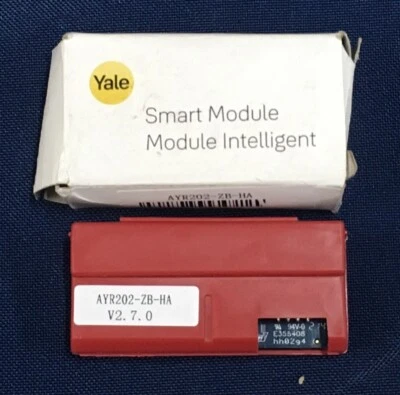 Yale
Smart Module
Module Intelligent
AYR202-ZB-HA
AYR202-ZB-HA
V2.7.0
94V-0
E355408
hh02g4